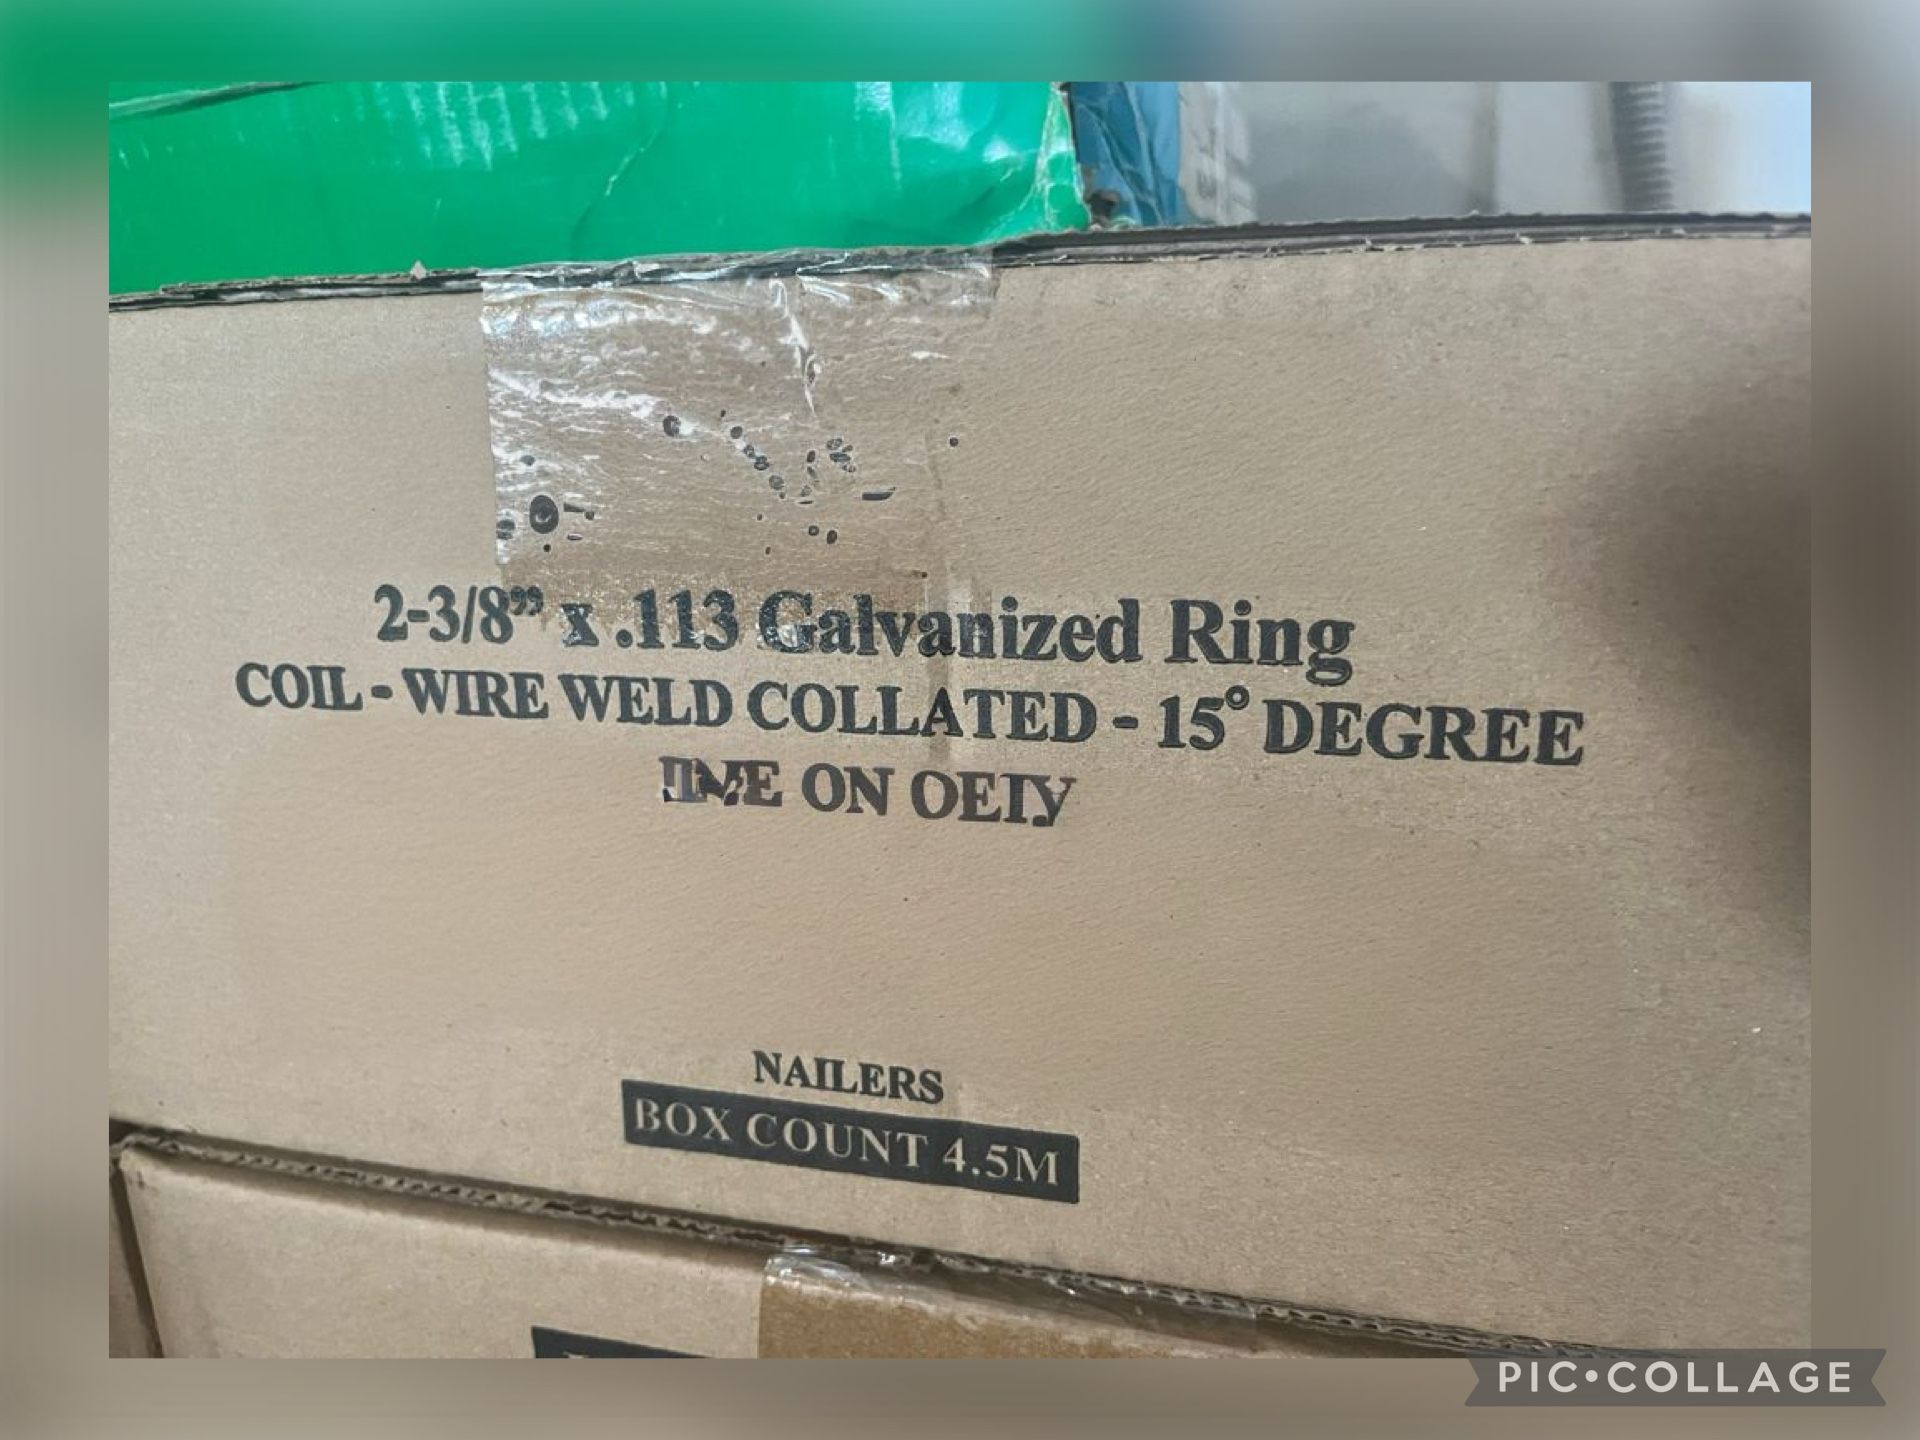 2-3/8” x .113 Galvanized Ring
COIL - WIRE WELD COLLATED - 15° DEGREE
ON
NAILERS
BOX COUNT 4.5M
PIC•COLLAGE